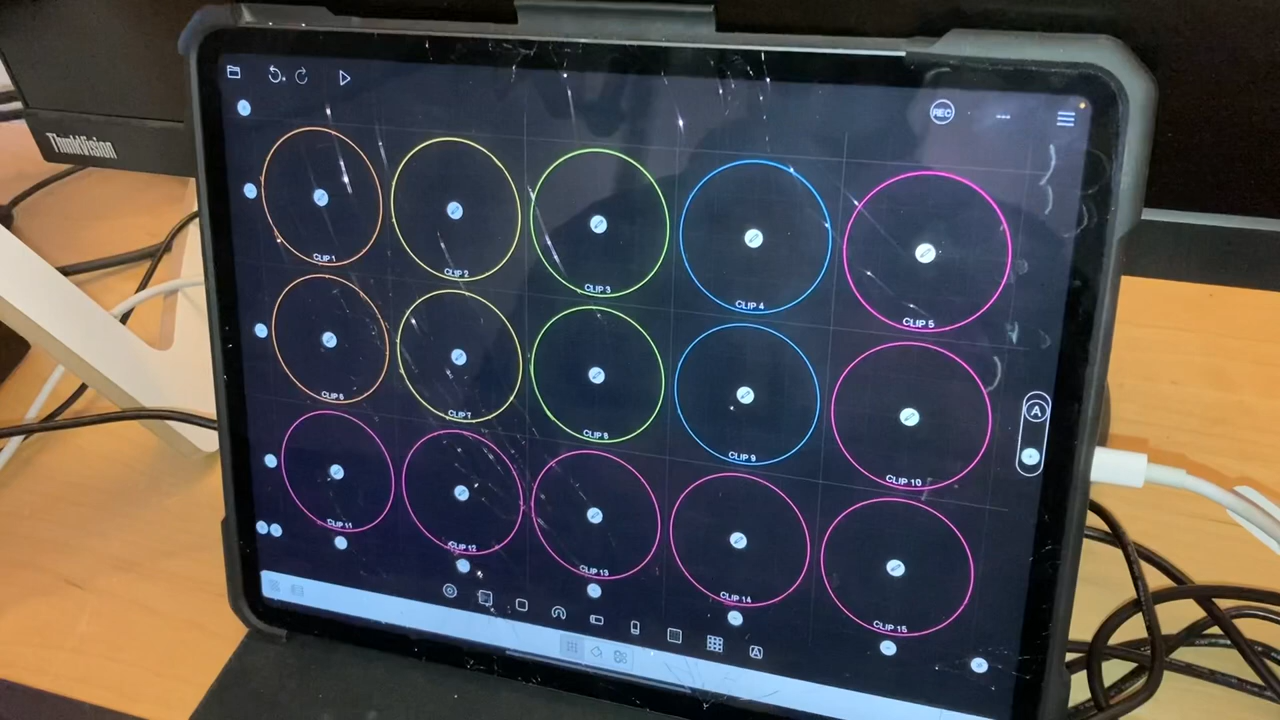 ThinkVision
REC
CLIP 1
CLIP 2
CLIP 3
CLIP 4
CLIP 5
CLIP 6
CLIP 7
CLIP 8
CLIP 9
CLIP 10
A
CLIP 11
CLIP 12
CLIP 13
CLIP 14
CLIP 15
A